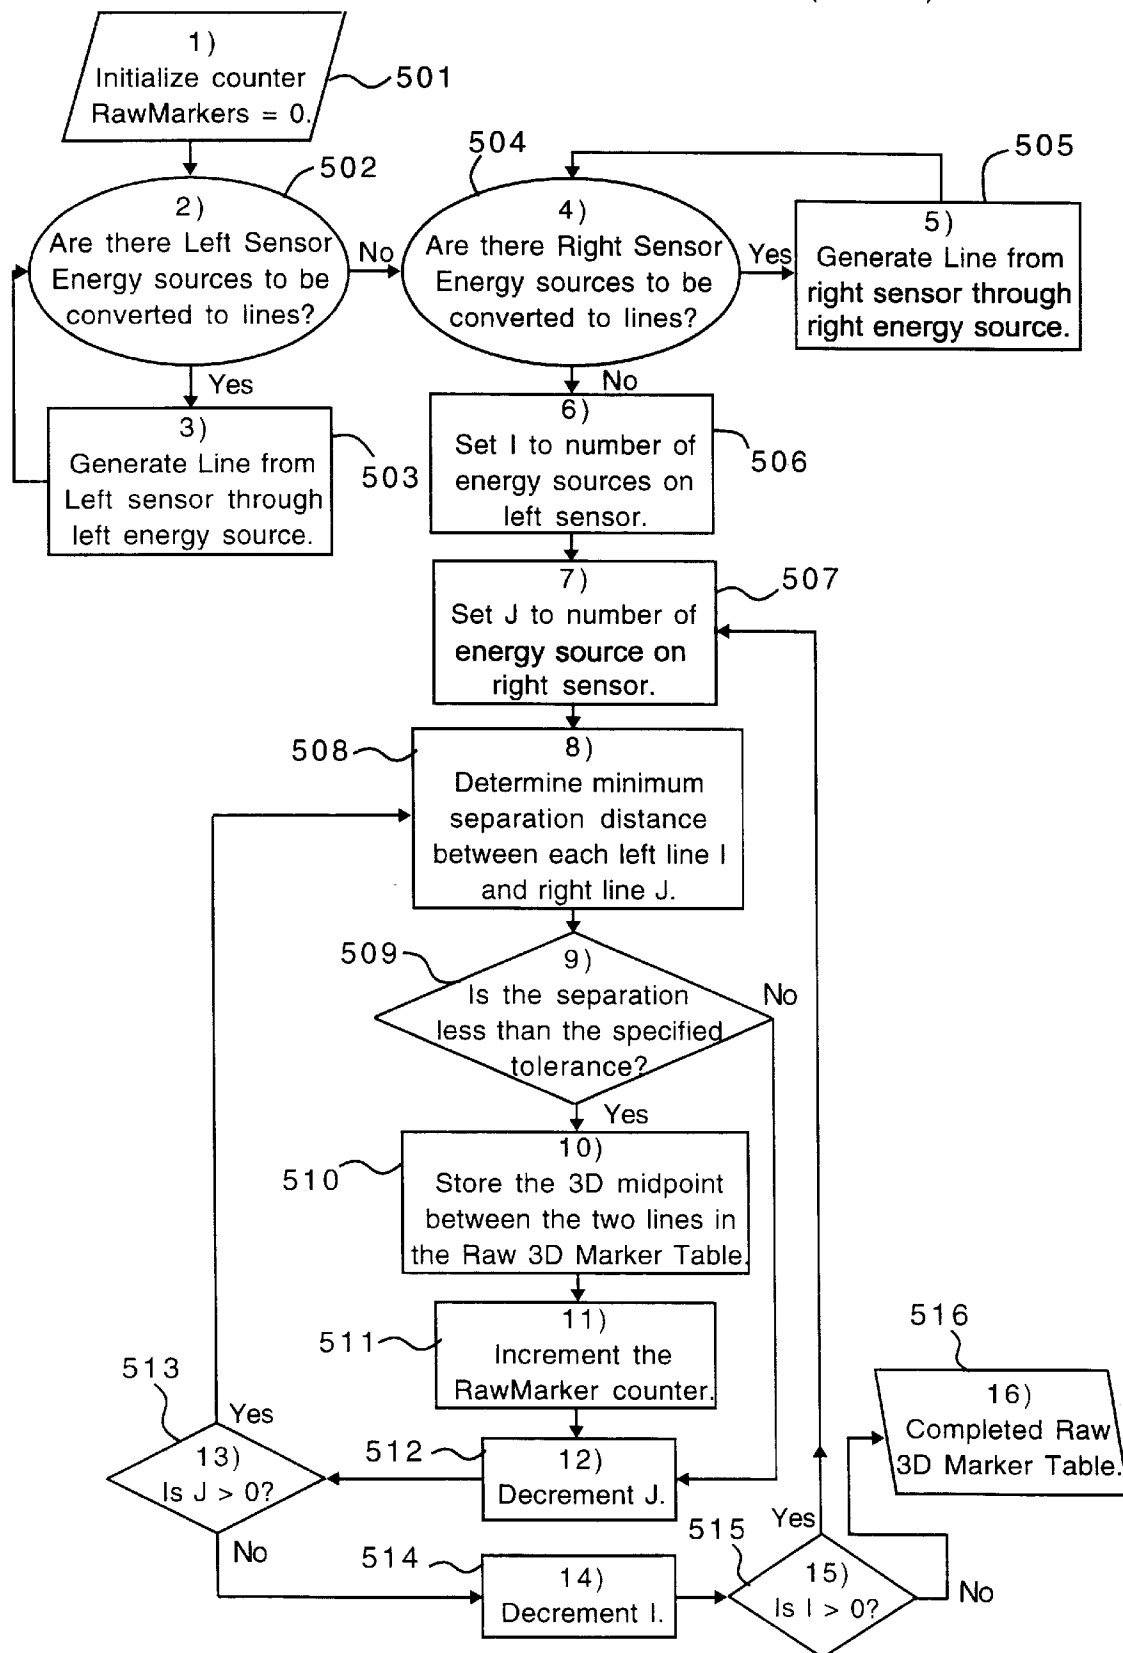 1)
Initialize counter
RawMarkers = 0.
501
2)
Are there Left Sensor
Energy sources to be
converted to lines?
502
No
Yes
3)
Generate Line from
Left sensor through
left energy source.
503
4)
Are there Right Sensor
Energy sources to be
converted to lines?
504
Yes
No
5)
Generate Line from
right sensor through
right energy source.
505
6)
Set I to number of
energy sources on
left sensor.
506
7)
Set J to number of
energy source on
right sensor.
507
8)
Determine minimum
separation distance
between each left line I
and right line J.
508
9)
Is the separation
less than the specified
tolerance?
509
No
Yes
10)
Store the 3D midpoint
between the two lines in
the Raw 3D Marker Table.
510
11)
Increment the
RawMarker counter.
511
12)
Decrement J.
512
13)
Is J > 0?
513
Yes
No
14)
Decrement I.
514
15)
Is I > 0?
515
Yes
No
16)
Completed Raw
3D Marker Table.
516